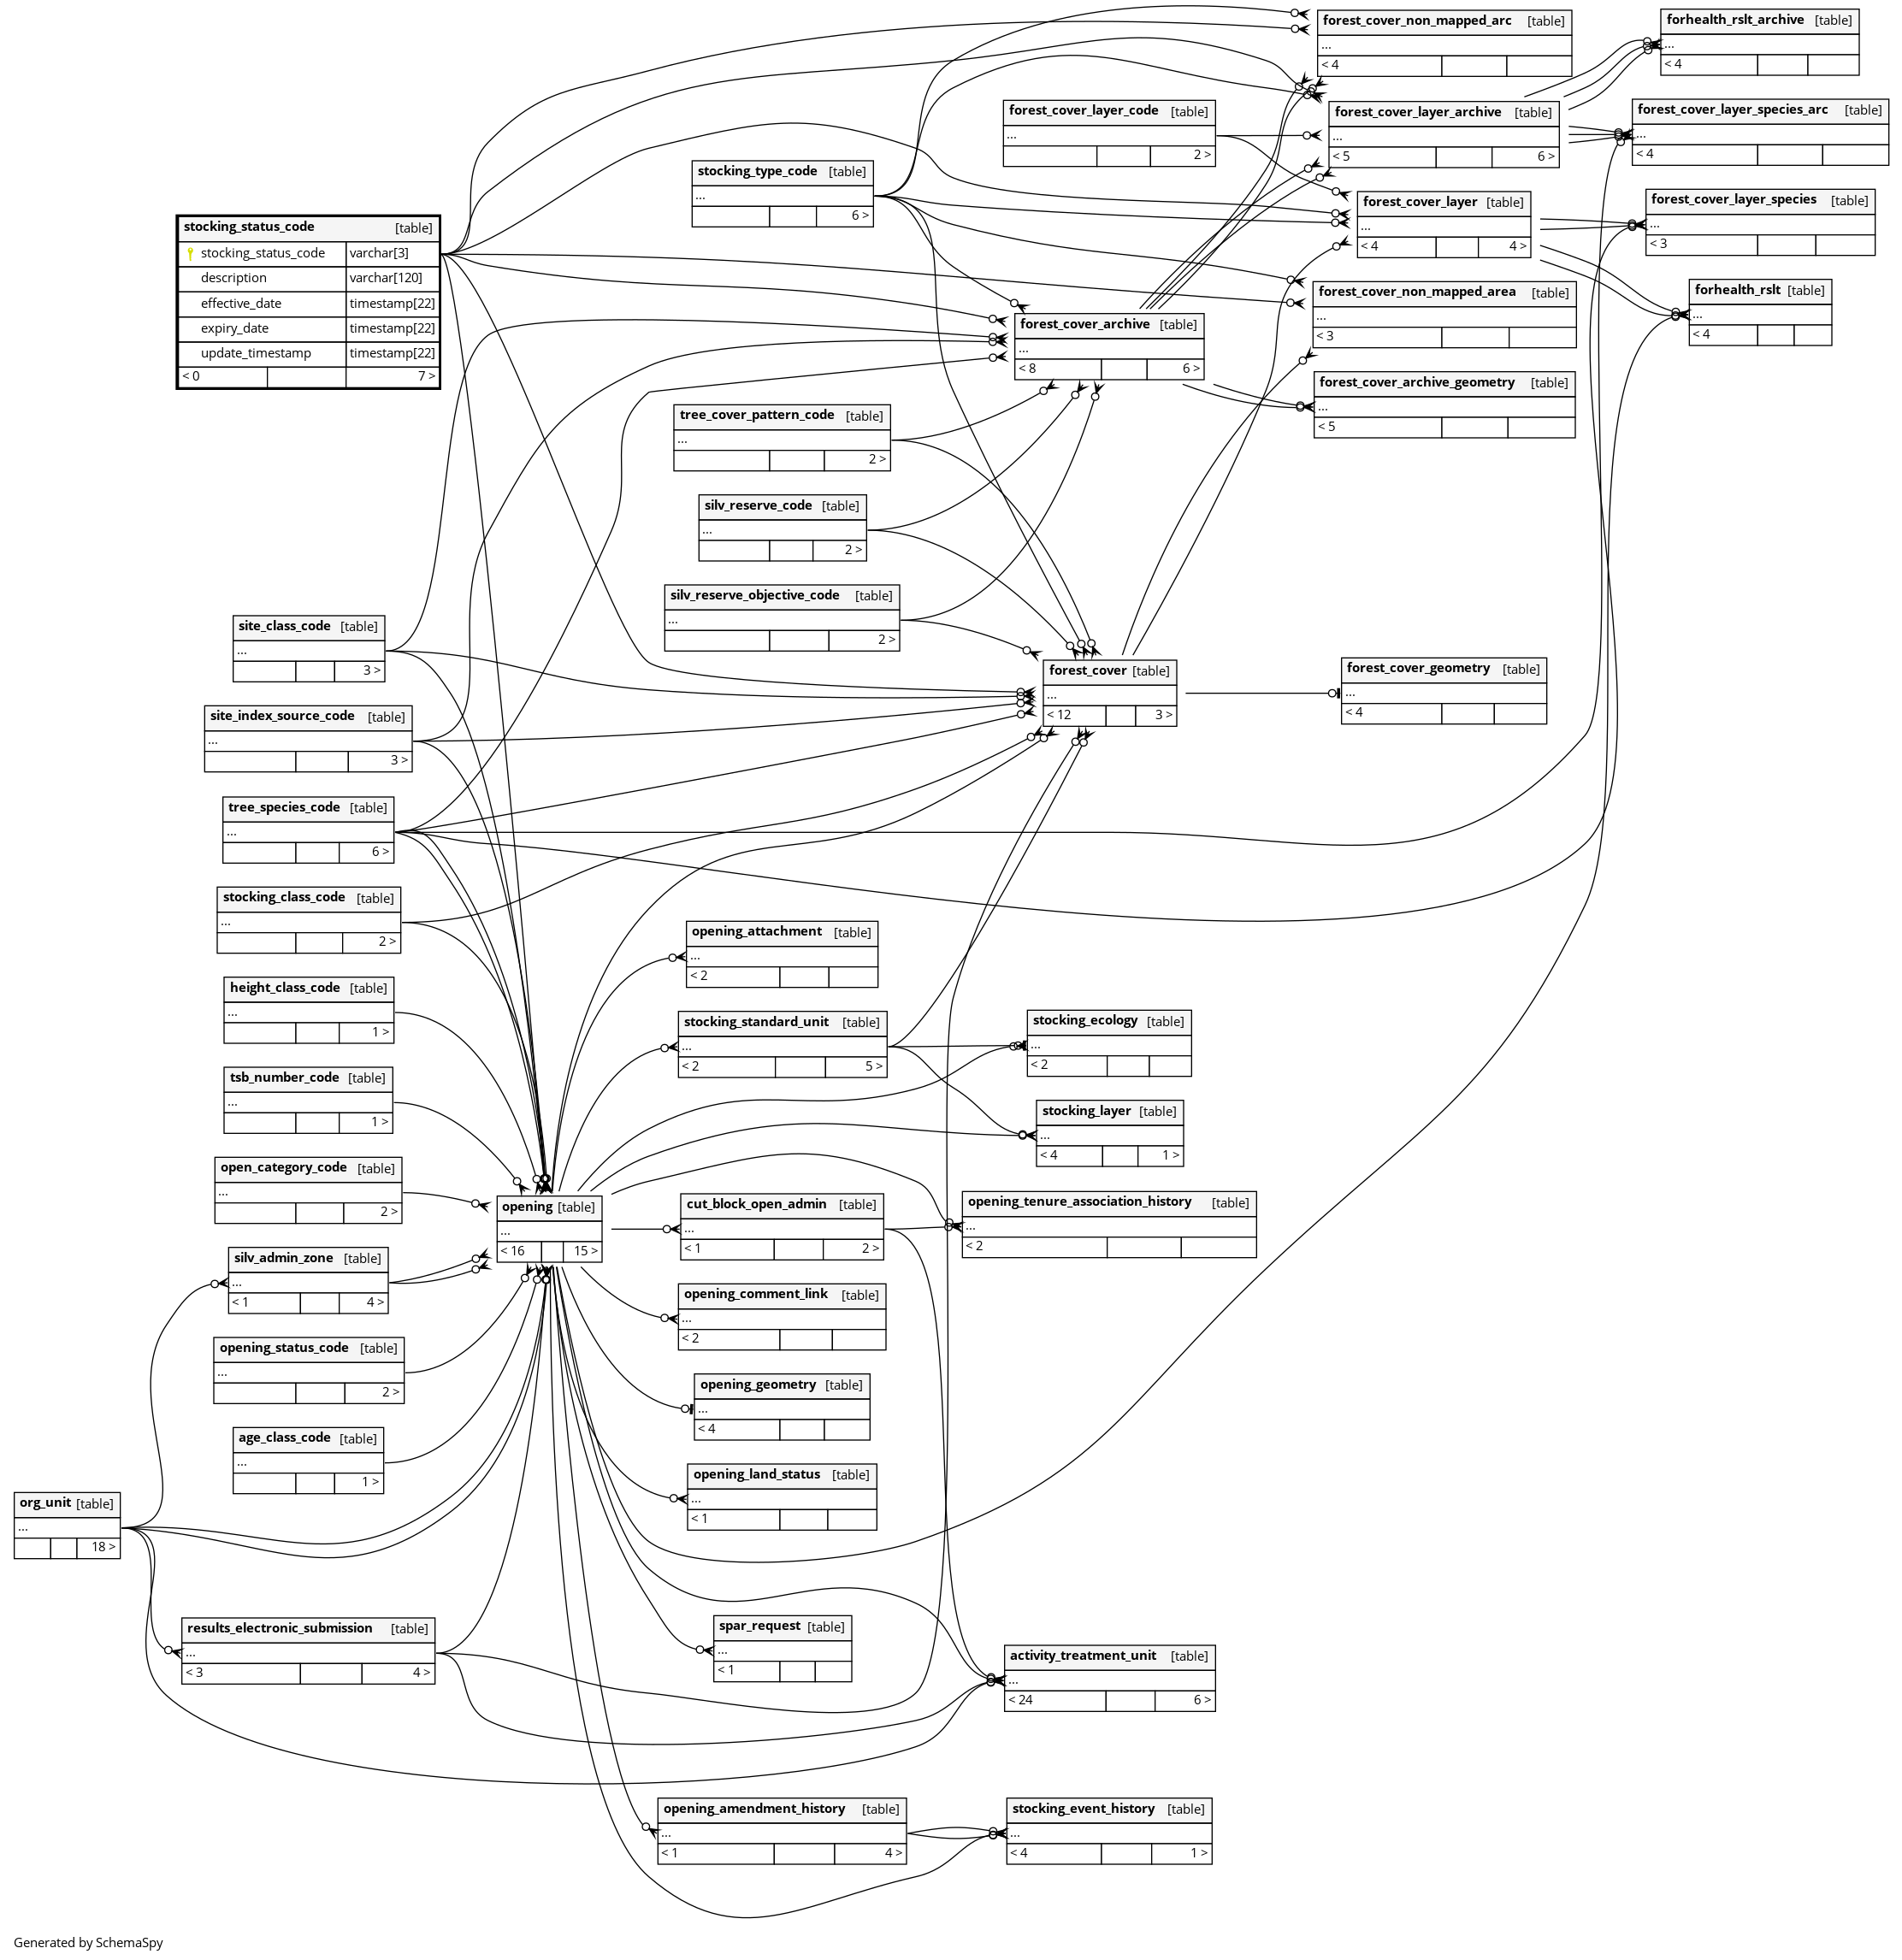 forest_cover_non_mapped_arc [table]
...
< 4
forhealth_rslt_archive [table]
...
< 4
forest_cover_layer_code [table]
...
2 >
forest_cover_layer_archive [table]
...
< 5 6 >
forest_cover_layer_species_arc [table]
...
< 4
stocking_type_code [table]
...
6 >
forest_cover_layer [table]
...
< 4 4 >
forest_cover_layer_species [table]
...
< 3
stocking_status_code [table]
stocking_status_code varchar[3]
description varchar[120]
effective_date timestamp[22]
expiry_date timestamp[22]
update_timestamp timestamp[22]
< 0 7 >
forest_cover_non_mapped_area [table]
...
< 3
forhealth_rslt [table]
...
< 4
forest_cover_archive [table]
...
< 8 6 >
forest_cover_archive_geometry [table]
...
< 5
tree_cover_pattern_code [table]
...
2 >
silv_reserve_code [table]
...
2 >
silv_reserve_objective_code [table]
...
2 >
site_class_code [table]
...
3 >
forest_cover [table]
...
< 12 3 >
forest_cover_geometry [table]
...
< 4
site_index_source_code [table]
...
3 >
tree_species_code [table]
...
6 >
stocking_class_code [table]
...
2 >
opening_attachment [table]
...
< 2
height_class_code [table]
...
1 >
stocking_standard_unit [table]
...
< 2 5 >
stocking_ecology [table]
...
< 2
tsb_number_code [table]
...
1 >
stocking_layer [table]
...
< 4 1 >
open_category_code [table]
...
2 >
opening [table]
...
< 16 15 >
cut_block_open_admin [table]
...
< 1 2 >
opening_tenure_association_history [table]
...
< 2
silv_admin_zone [table]
...
< 1 4 >
opening_comment_link [table]
...
< 2
opening_status_code [table]
...
2 >
opening_geometry [table]
...
< 4
age_class_code [table]
...
1 >
opening_land_status [table]
...
< 1
org_unit [table]
...
18 >
results_electronic_submission [table]
...
< 3 4 >
spar_request [table]
...
< 1
activity_treatment_unit [table]
...
< 24 6 >
opening_amendment_history [table]
...
< 1 4 >
stocking_event_history [table]
...
< 4 1 >
Generated by SchemaSpy